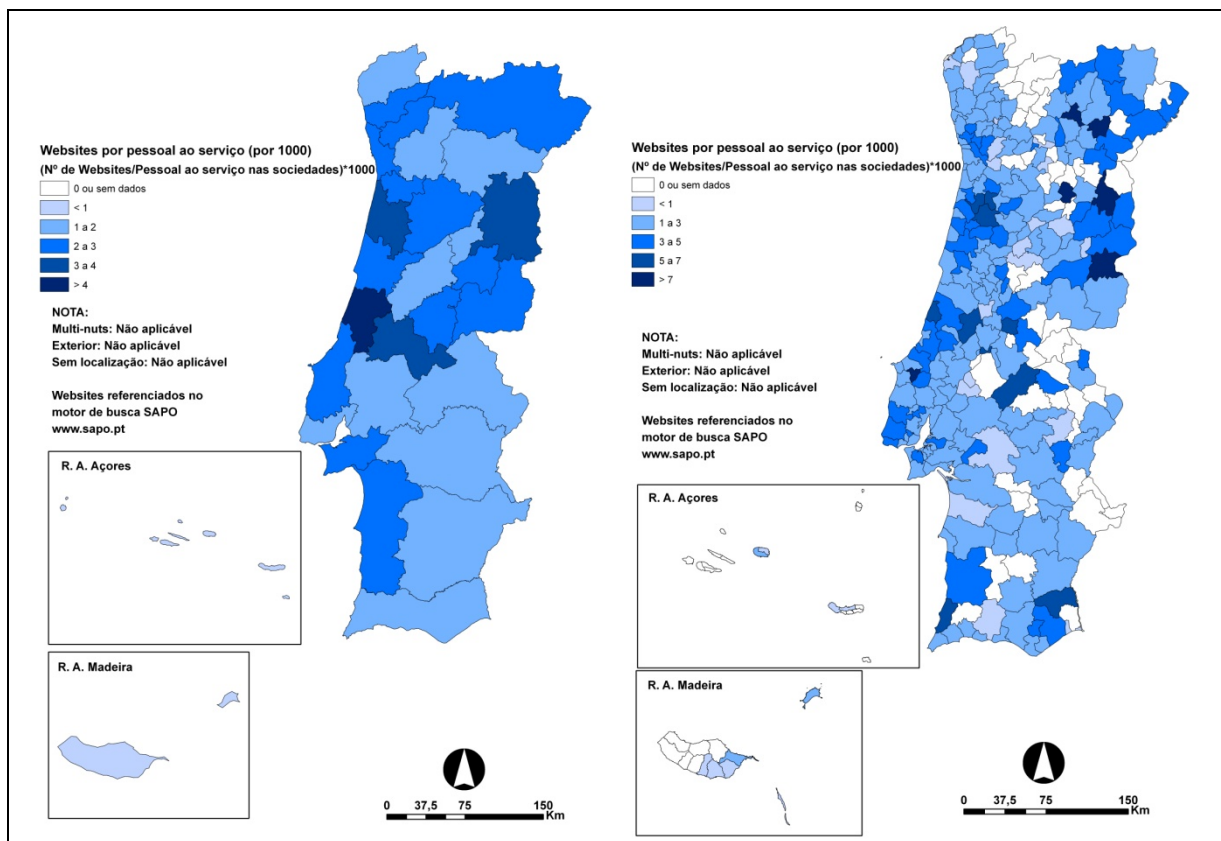 Websites por pessoal ao serviço (por 1000)
(Nº de Websites/Pessoal ao serviço nas sociedades)*1000
0 ou sem dados
< 1
1 a 2
2 a 3
3 a 4
> 4
NOTA:
Multi-nuts: Não aplicável
Exterior: Não aplicável
Sem localização: Não aplicável
Websites referenciados no
motor de busca SAPO
www.sapo.pt
R. A. Açores
R. A. Madeira
0 37,5 75 150
Km
Websites por pessoal ao serviço (por 1000)
(Nº de Websites/Pessoal ao serviço nas sociedades)*1000
0 ou sem dados
< 1
1 a 3
3 a 5
5 a 7
> 7
NOTA:
Multi-nuts: Não aplicável
Exterior: Não aplicável
Sem localização: Não aplicável
Websites referenciados no
motor de busca SAPO
www.sapo.pt
R. A. Açores
R. A. Madeira
0 37,5 75 150
Km